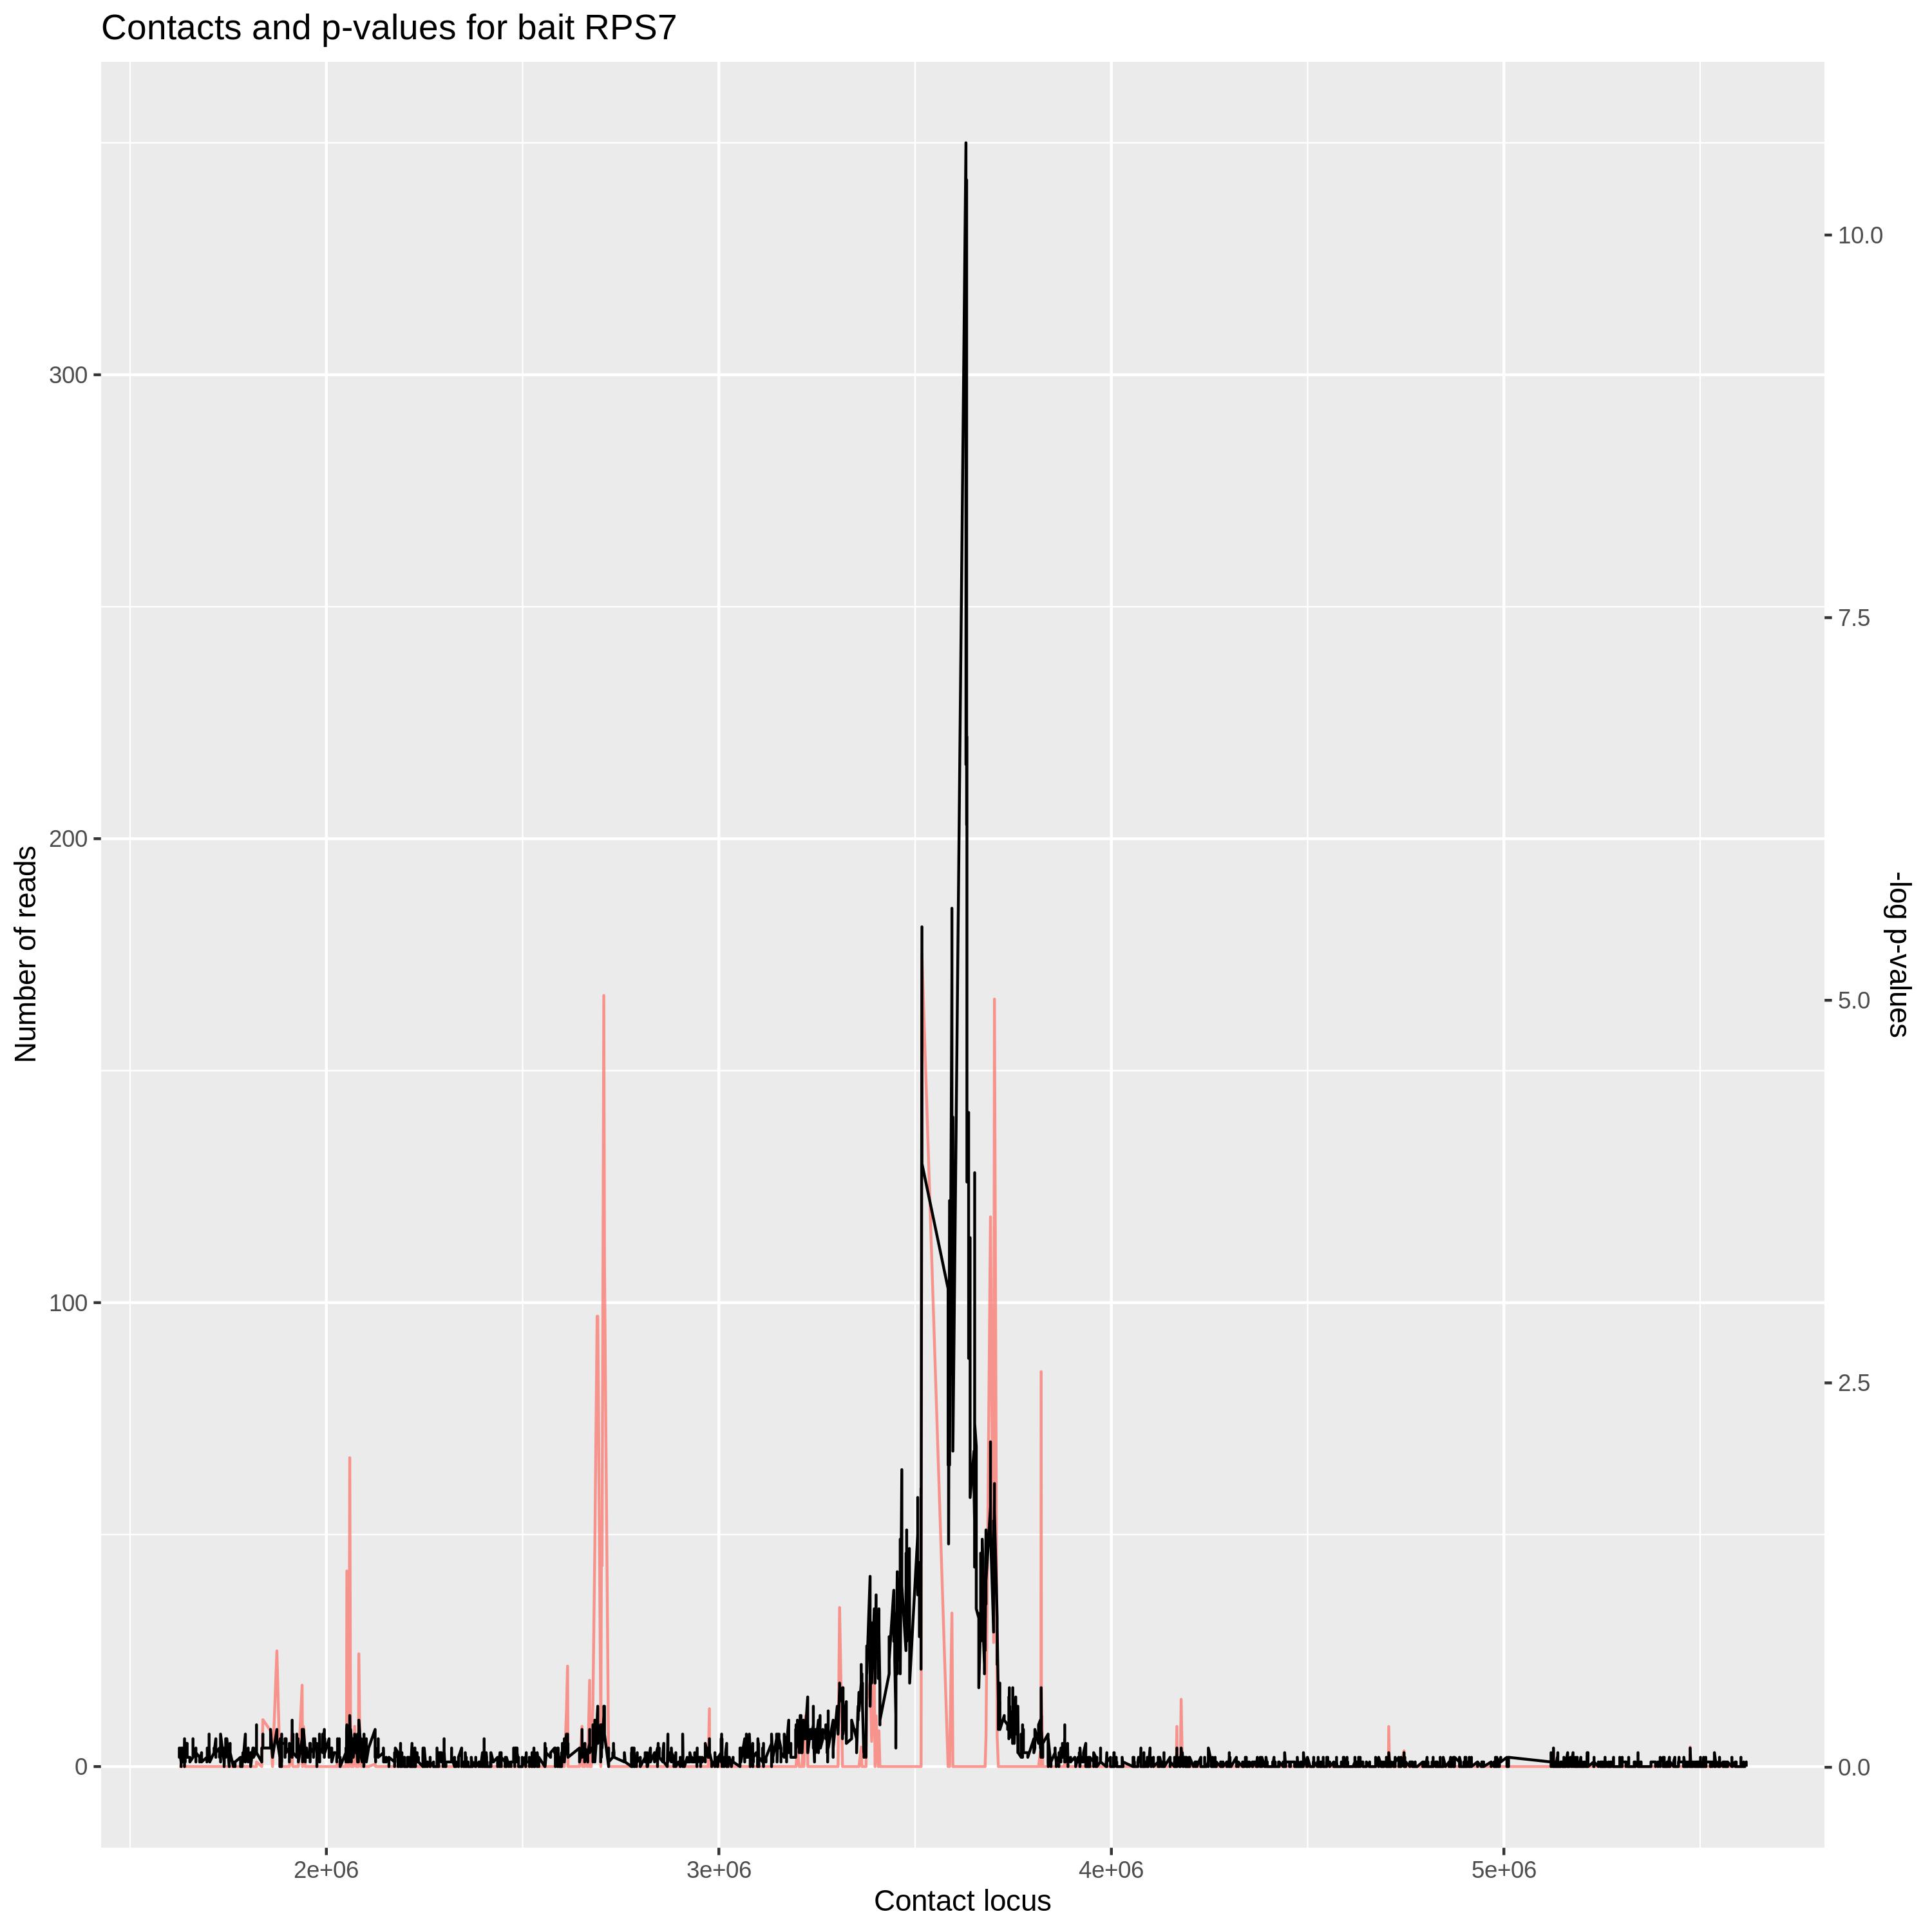 Contacts and p-values for bait RPS7
Number of reads
300
200
100
0
10.0
7.5
5.0
2.5
0.0
-log p-values
2e+06
3e+06
4e+06
5e+06
Contact locus